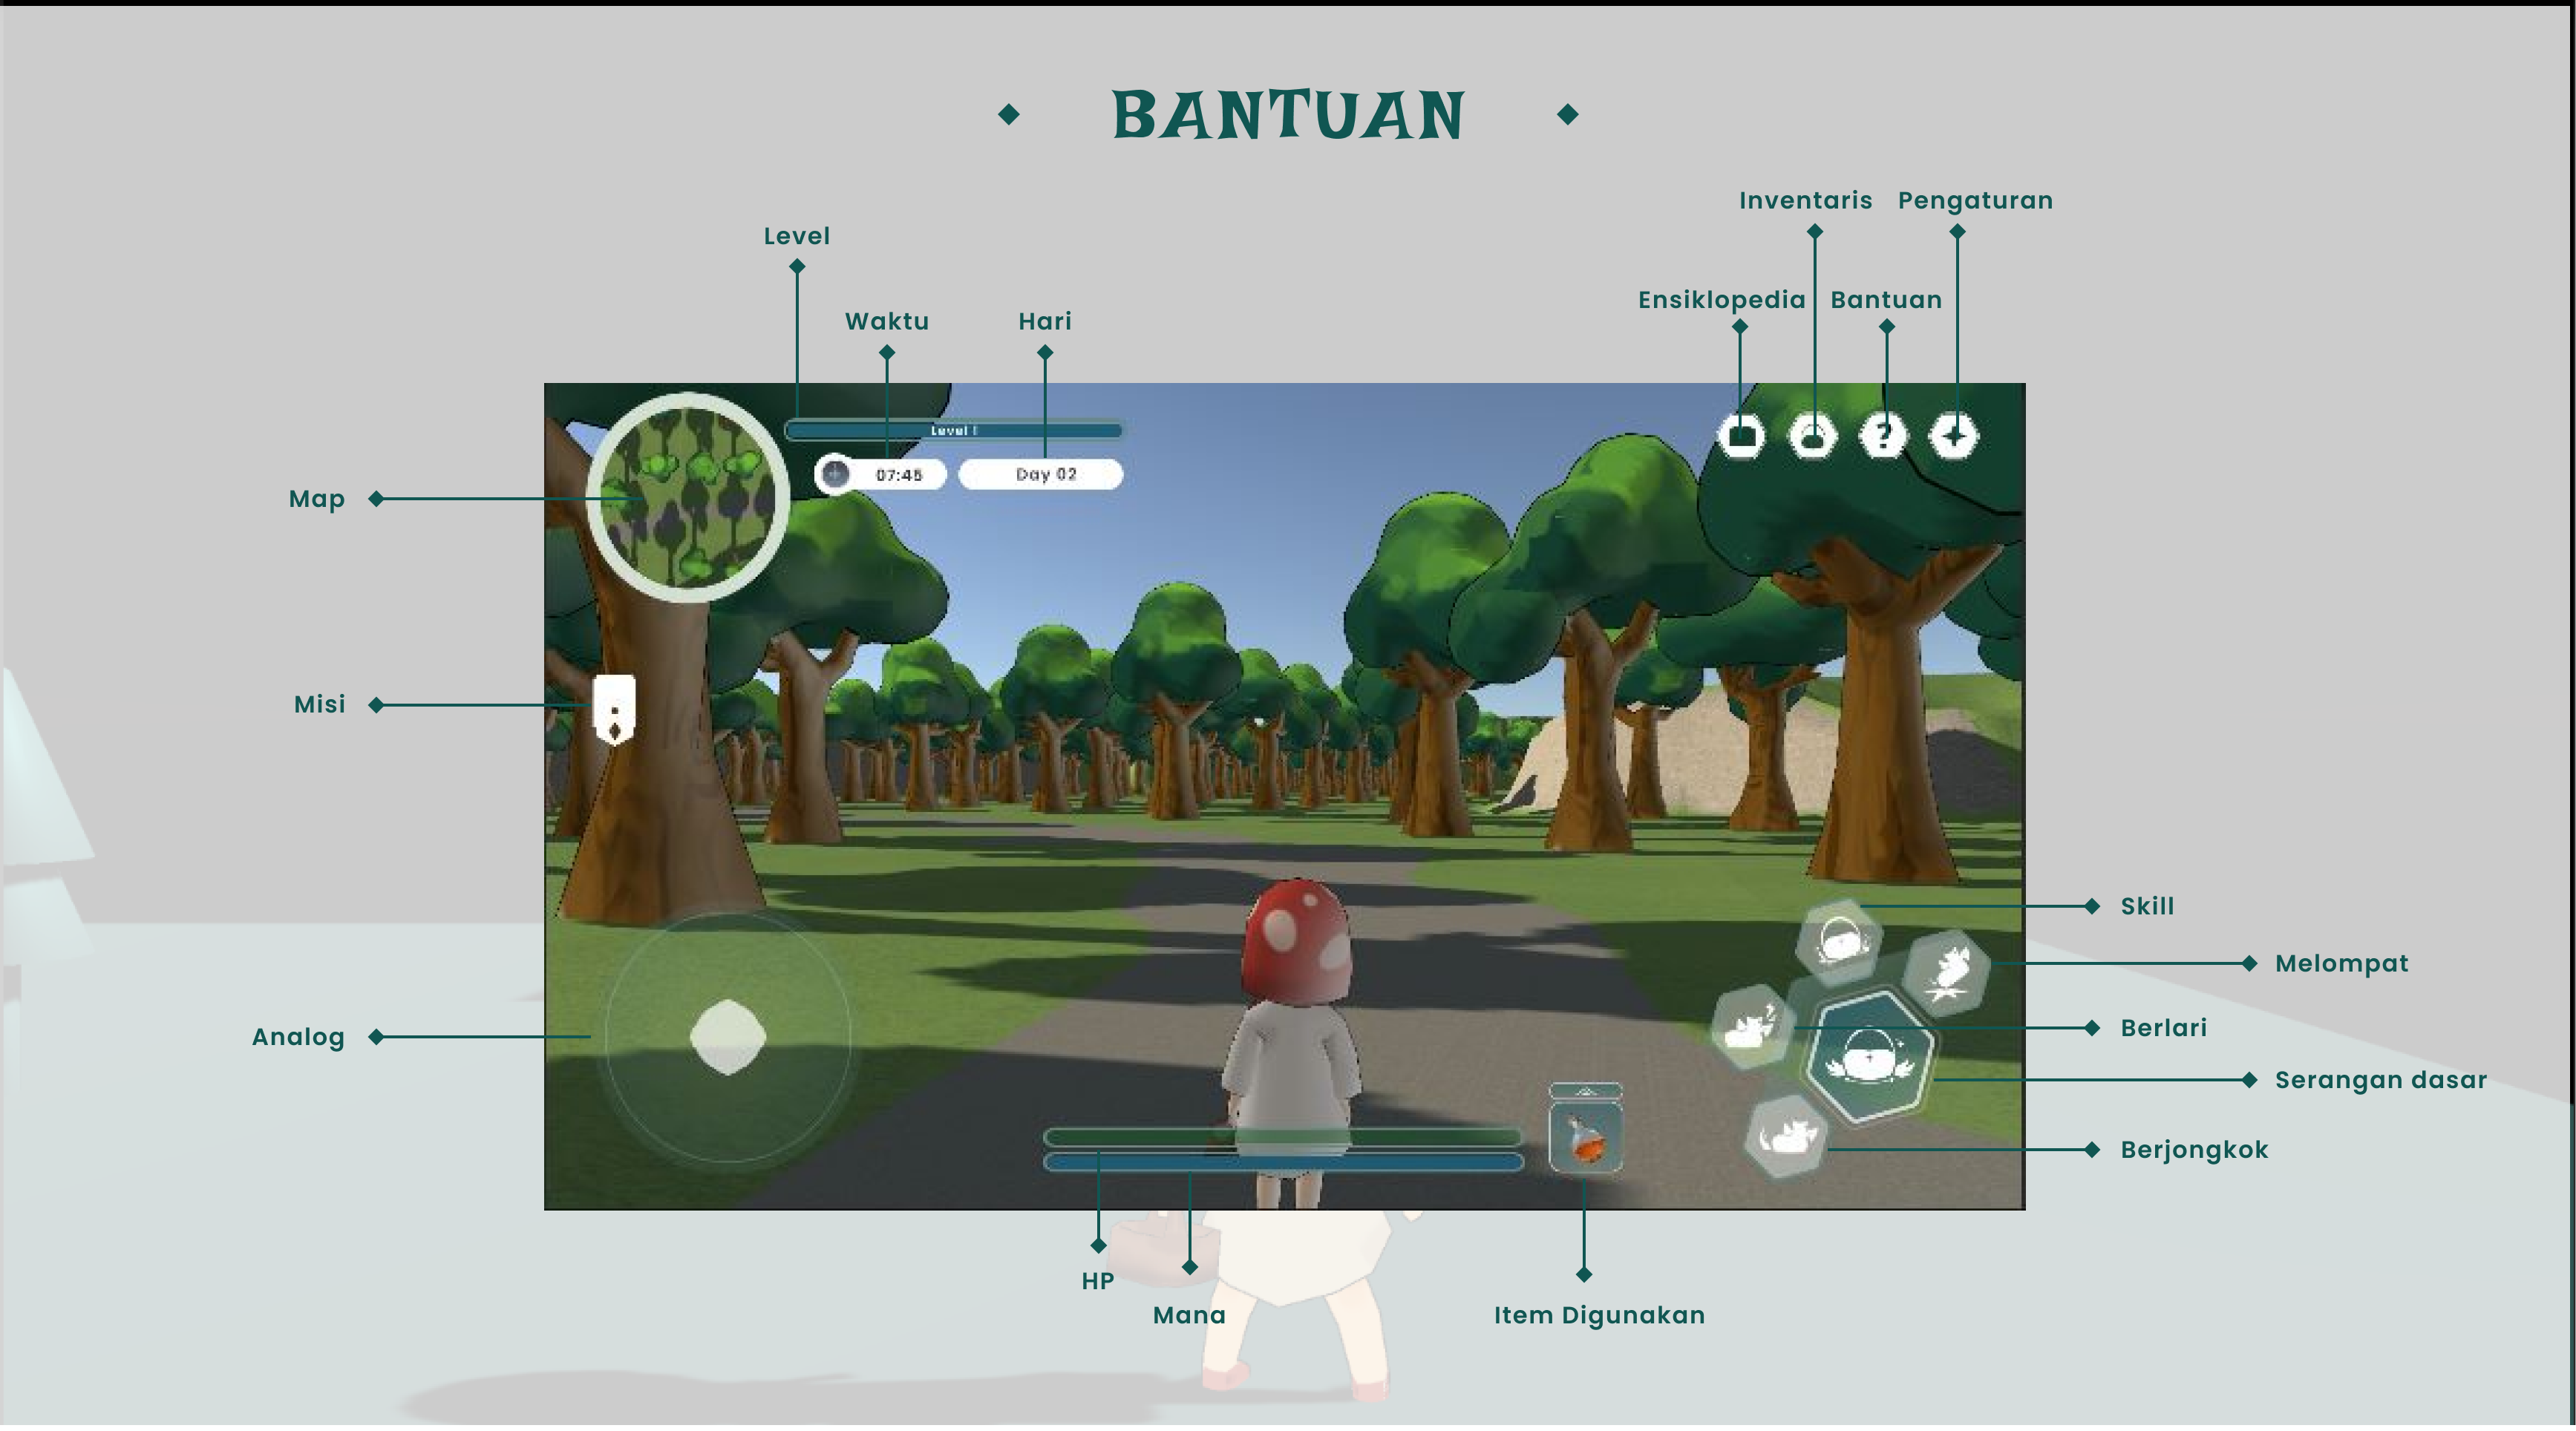 BANTUAN
Inventaris Pengaturan
Level
Ensiklopedia Bantuan
Waktu Hari
Level 1
07:45 Day 02
?
Map
Misi
Skill
Melompat
Berlari
Analog
Serangan dasar
Berjongkok
HP
Mana
Item Digunakan